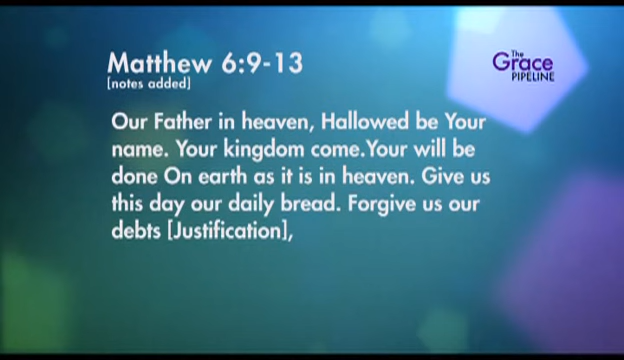 Matthew 6:9-13
[notes added]
The
Grace
PIPELINE
Our Father in heaven, Hallowed be Your
name. Your kingdom come.Your will be
done On earth as it is in heaven. Give us
this day our daily bread. Forgive us our
debts [Justification],